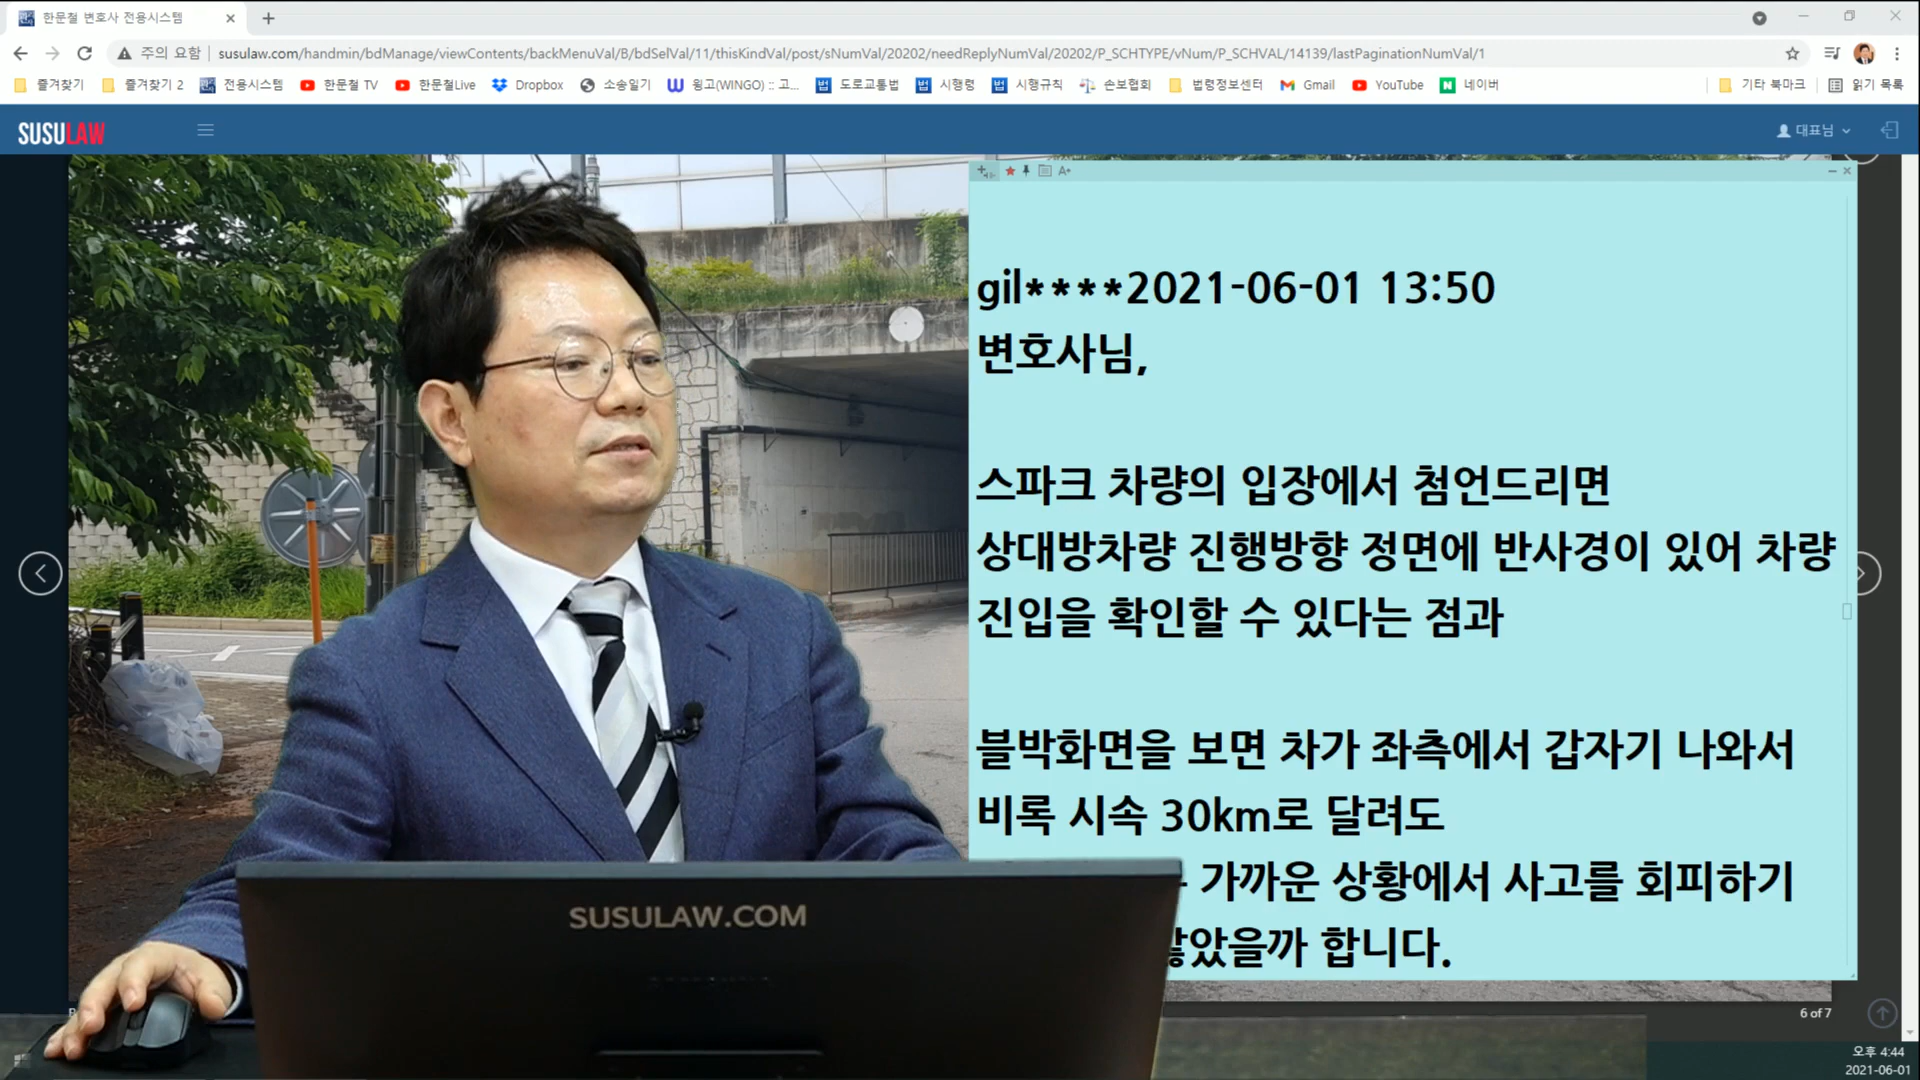 한문철 변호사 전용시스템
주의 요함
susulaw.com/handmin/bdManage/viewContents/backMenuVal/B/bdSelVal/11/thisKindVal/post/sNumVal/20202/needReplyNumVal/20202/P_SCHTYPE/vNum/P_SCHVAL/14139/lastPaginationNumVal/1
즐겨찾기
즐겨찾기 2
전용시스템
한문철 TV
한문철Live
Dropbox
소송일기
윙고(WINGO) :: 고...
도로교통법
시행령
시행규칙
손보협회
법령정보센터
Gmail
YouTube
네이버
기타 북마크
읽기 목록
SUSULAW
대표님
gil****2021-06-01 13:50
변호사님,
스파크 차량의 입장에서 첨언드리면
상대방차량 진행방향 정면에 반사경이 있어 차량
진입을 확인할 수 있다는 점과
블박화면을 보면 차가 좌측에서 갑자기 나와서
비록 시속 30km로 달려도
가까운 상황에서 사고를 회피하기
않았을까 합니다.
SUSULAW.COM
6 of 7
오후 4:44
2021-06-01